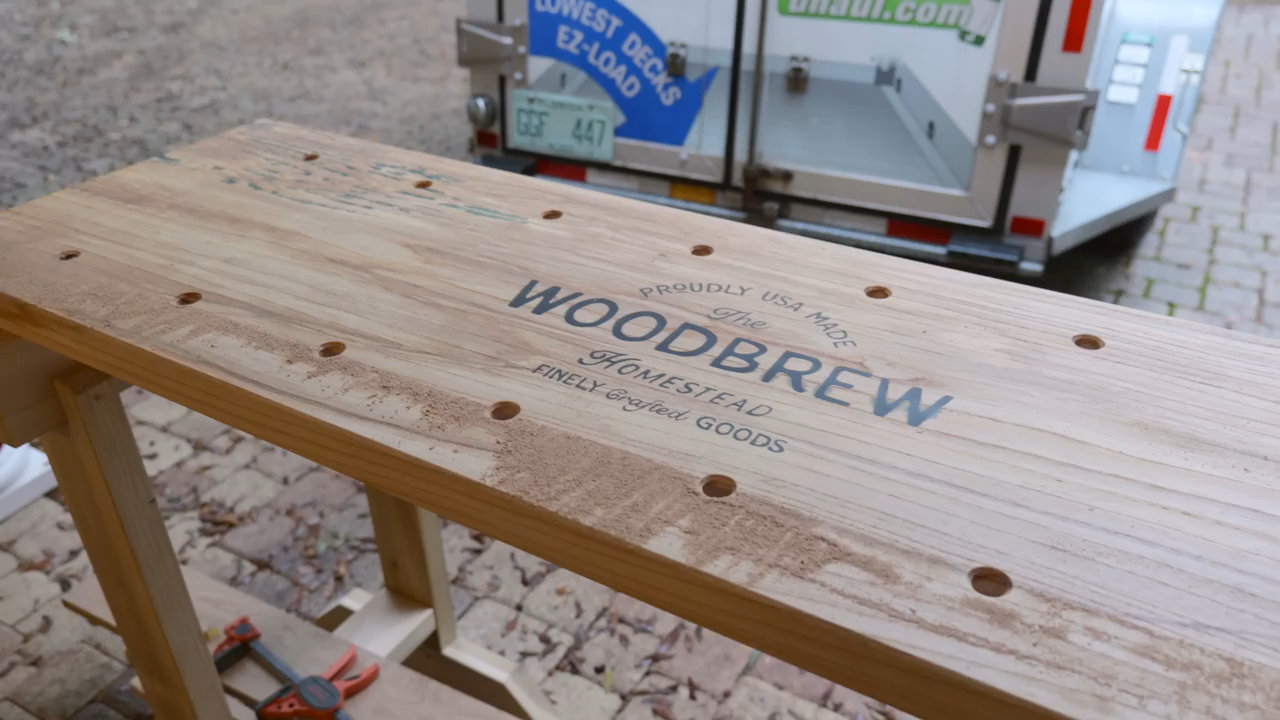 LOWEST DECKS
EZ-LOAD
uhaul.com
GGF 447
PROUDLY USA MADE
The
WOODBREW
HOMESTEAD
FINELY Crafted GOODS